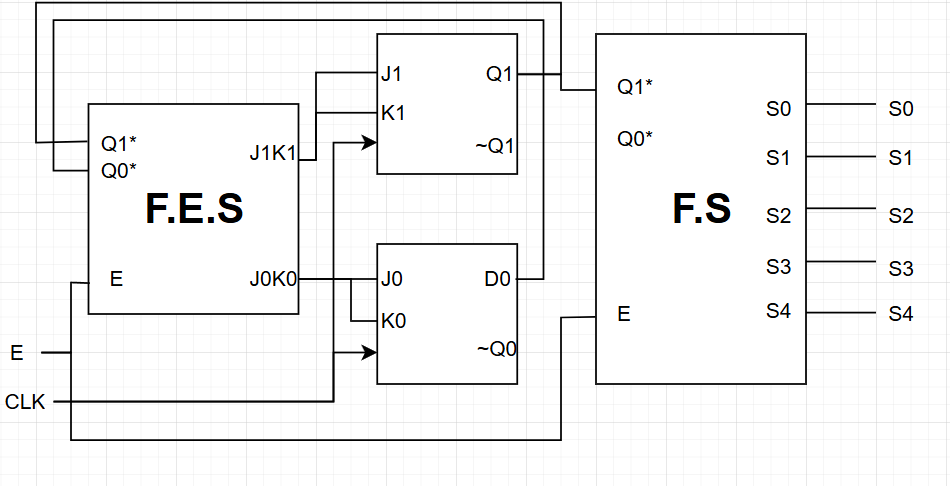 J1
Q1
K1
~Q1
Q1*
Q0*
J1K1
F.E.S
E
J0K0
J0
D0
K0
~Q0
E
CLK
Q1*
Q0*
F.S
E
S0
S1
S2
S3
S4
S0
S1
S2
S3
S4